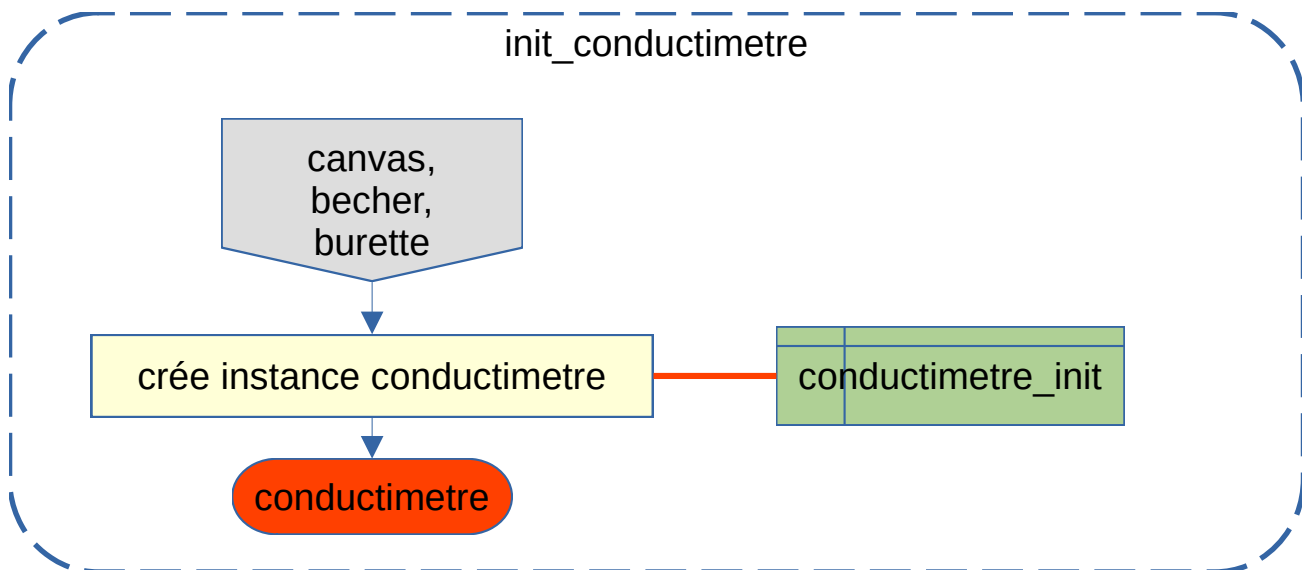 init_conductimetre
canvas,
becher,
burette
crée instance conductimetre
conductimetre_init
conductimetre